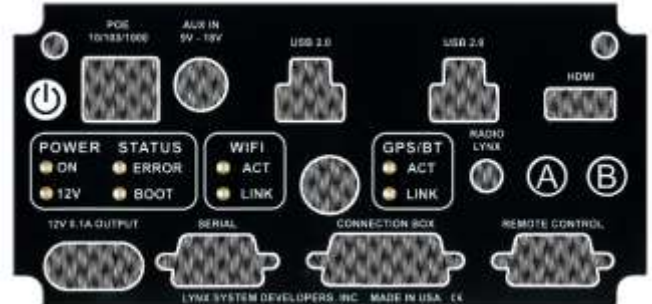 POE
10/100/1000
AUX IN
9V - 18V
USB 2.0
USB 2.0
HDMI
POWER
STATUS
ON
ERROR
12V
BOOT
WIFI
ACT
LINK
GPS/BT
ACT
LINK
RADIO
LYNX
A
B
12V 0.1A OUTPUT
SERIAL
CONNECTION BOX
REMOTE CONTROL
LYNX SYSTEM DEVELOPERS, INC MADE IN USA CE